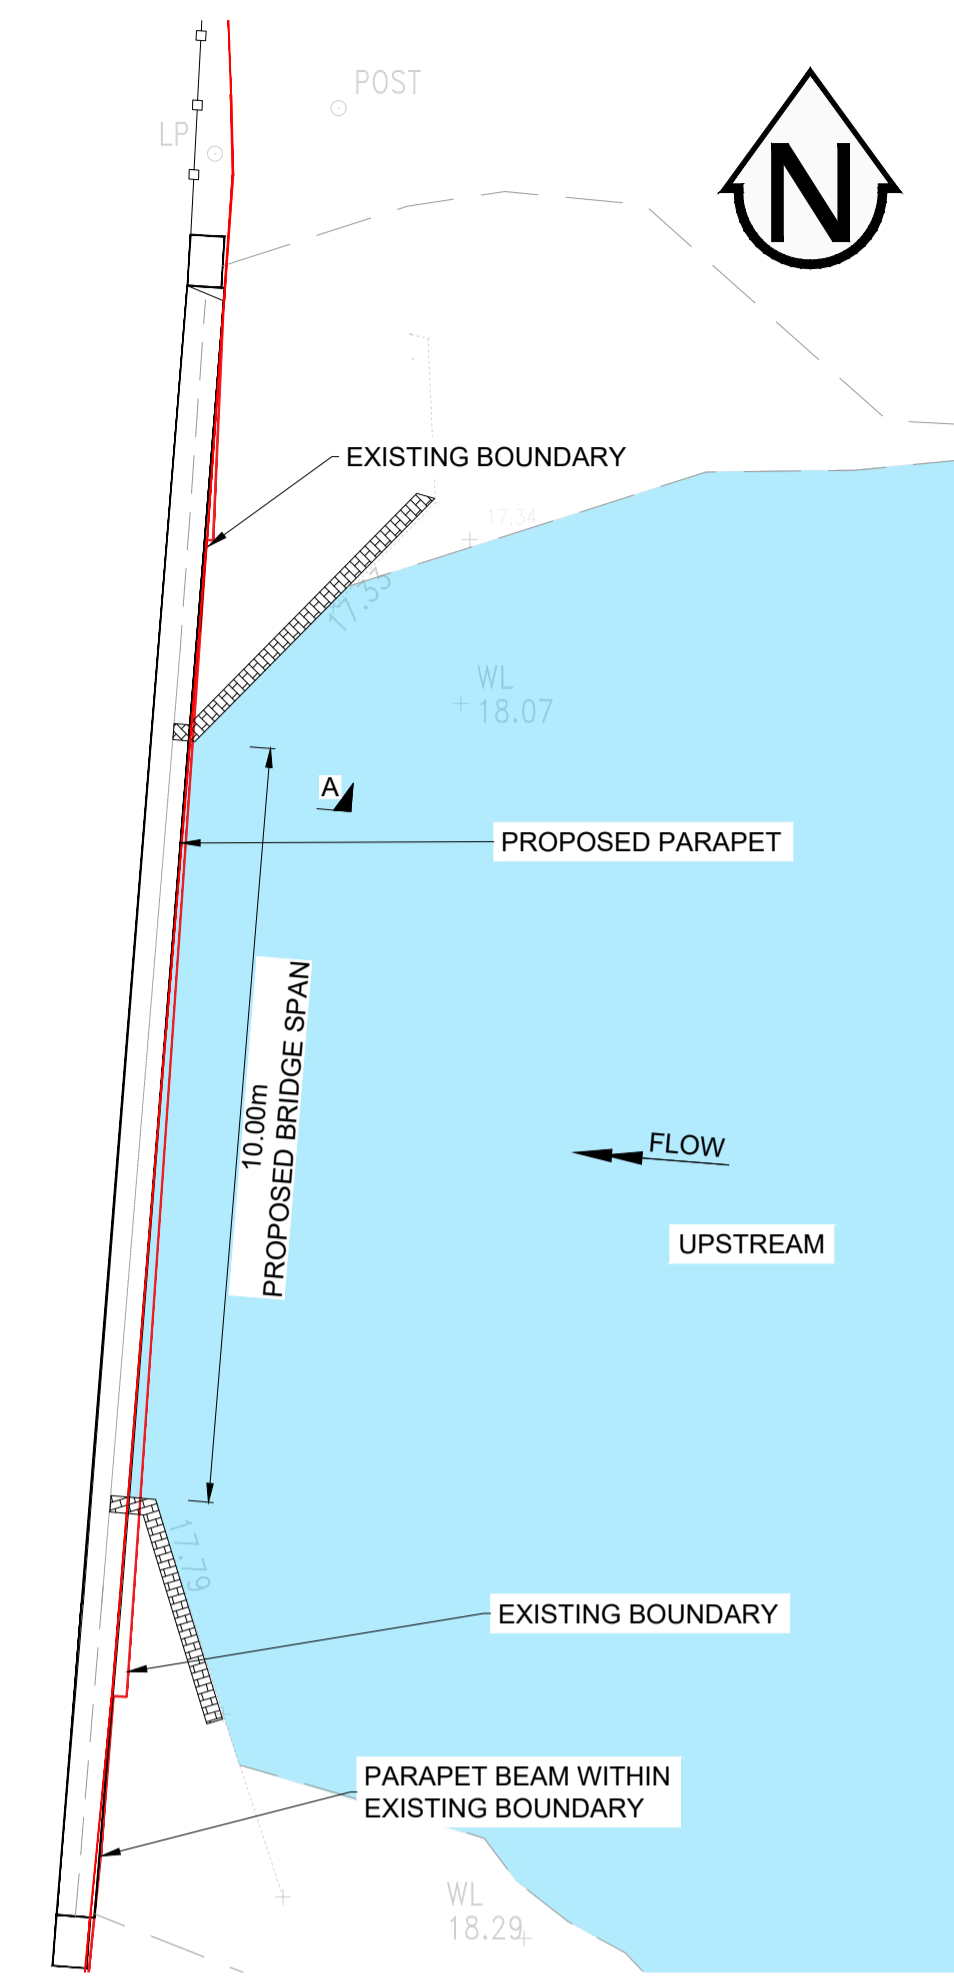 POST
LP
N
EXISTING BOUNDARY
17.34
17.33
WL
18.07
A
PROPOSED PARAPET
10.00m
PROPOSED BRIDGE SPAN
FLOW
UPSTREAM
17.79
EXISTING BOUNDARY
PARAPET BEAM WITHIN
EXISTING BOUNDARY
WL
18.29